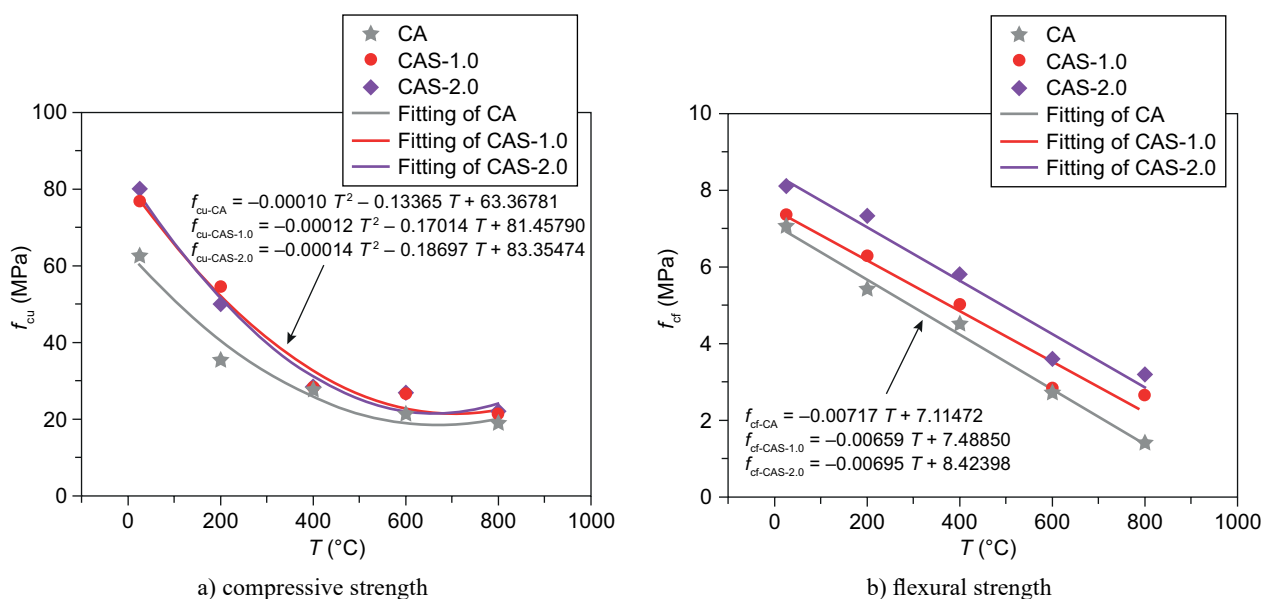 CA
CAS-1.0
CAS-2.0
Fitting of CA
Fitting of CAS-1.0
Fitting of CAS-2.0
100
80
60
40
20
0
f_cu (MPa)
f_cu-CA = –0.00010 T² – 0.13365 T + 63.36781
f_cu-CAS-1.0 = –0.00012 T² – 0.17014 T + 81.45790
f_cu-CAS-2.0 = –0.00014 T² – 0.18697 T + 83.35474
0 200 400 600 800 1000
T (°C)
a) compressive strength
CA
CAS-1.0
CAS-2.0
Fitting of CA
Fitting of CAS-1.0
Fitting of CAS-2.0
10
8
6
4
2
0
f_cf (MPa)
f_cf-CA = –0.00717 T + 7.11472
f_cf-CAS-1.0 = –0.00659 T + 7.48850
f_cf-CAS-2.0 = –0.00695 T + 8.42398
0 200 400 600 800 1000
T (°C)
b) flexural strength